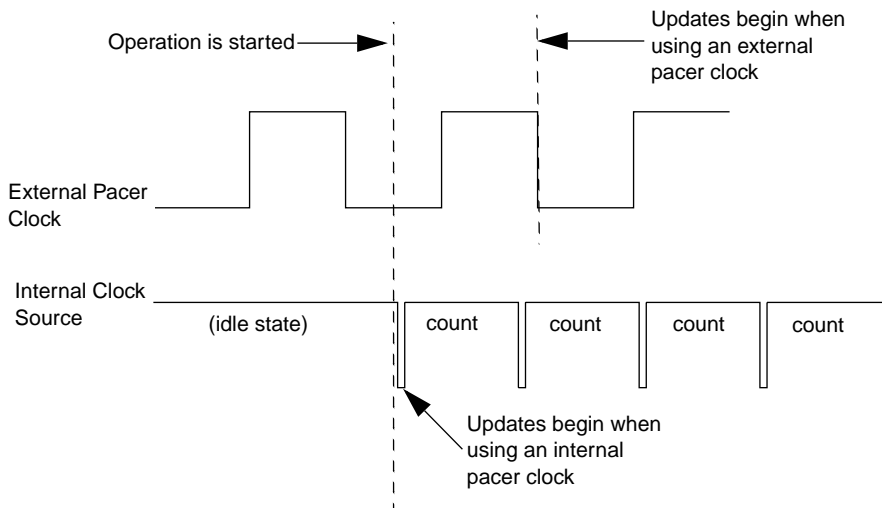 Operation is started
Updates begin when
using an external
pacer clock
External Pacer
Clock
Internal Clock
Source
(idle state)
count
count
count
count
Updates begin when
using an internal
pacer clock